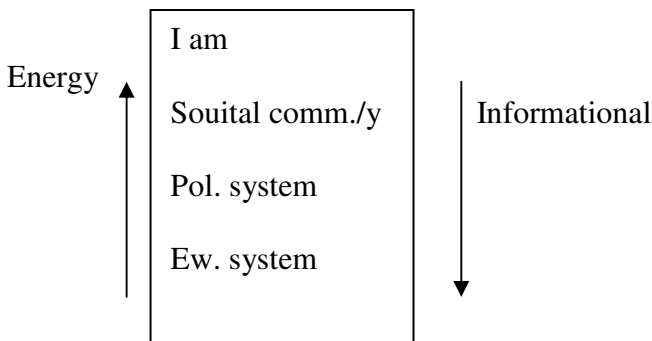 I am
Energy
Souital comm./y
Informational
Pol. system
Ew. system